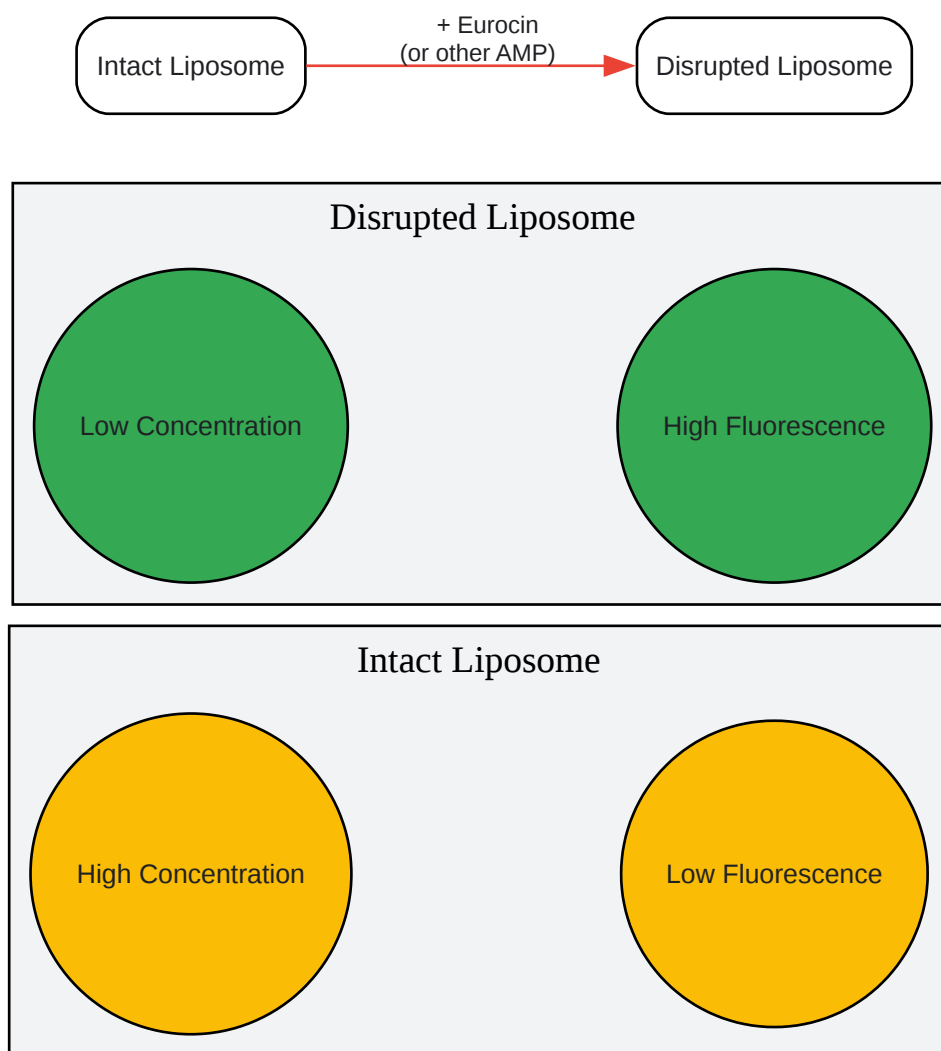 + Eurocin
(or other AMP)
Intact Liposome
Disrupted Liposome
Disrupted Liposome
Low Concentration
High Fluorescence
Intact Liposome
High Concentration
Low Fluorescence